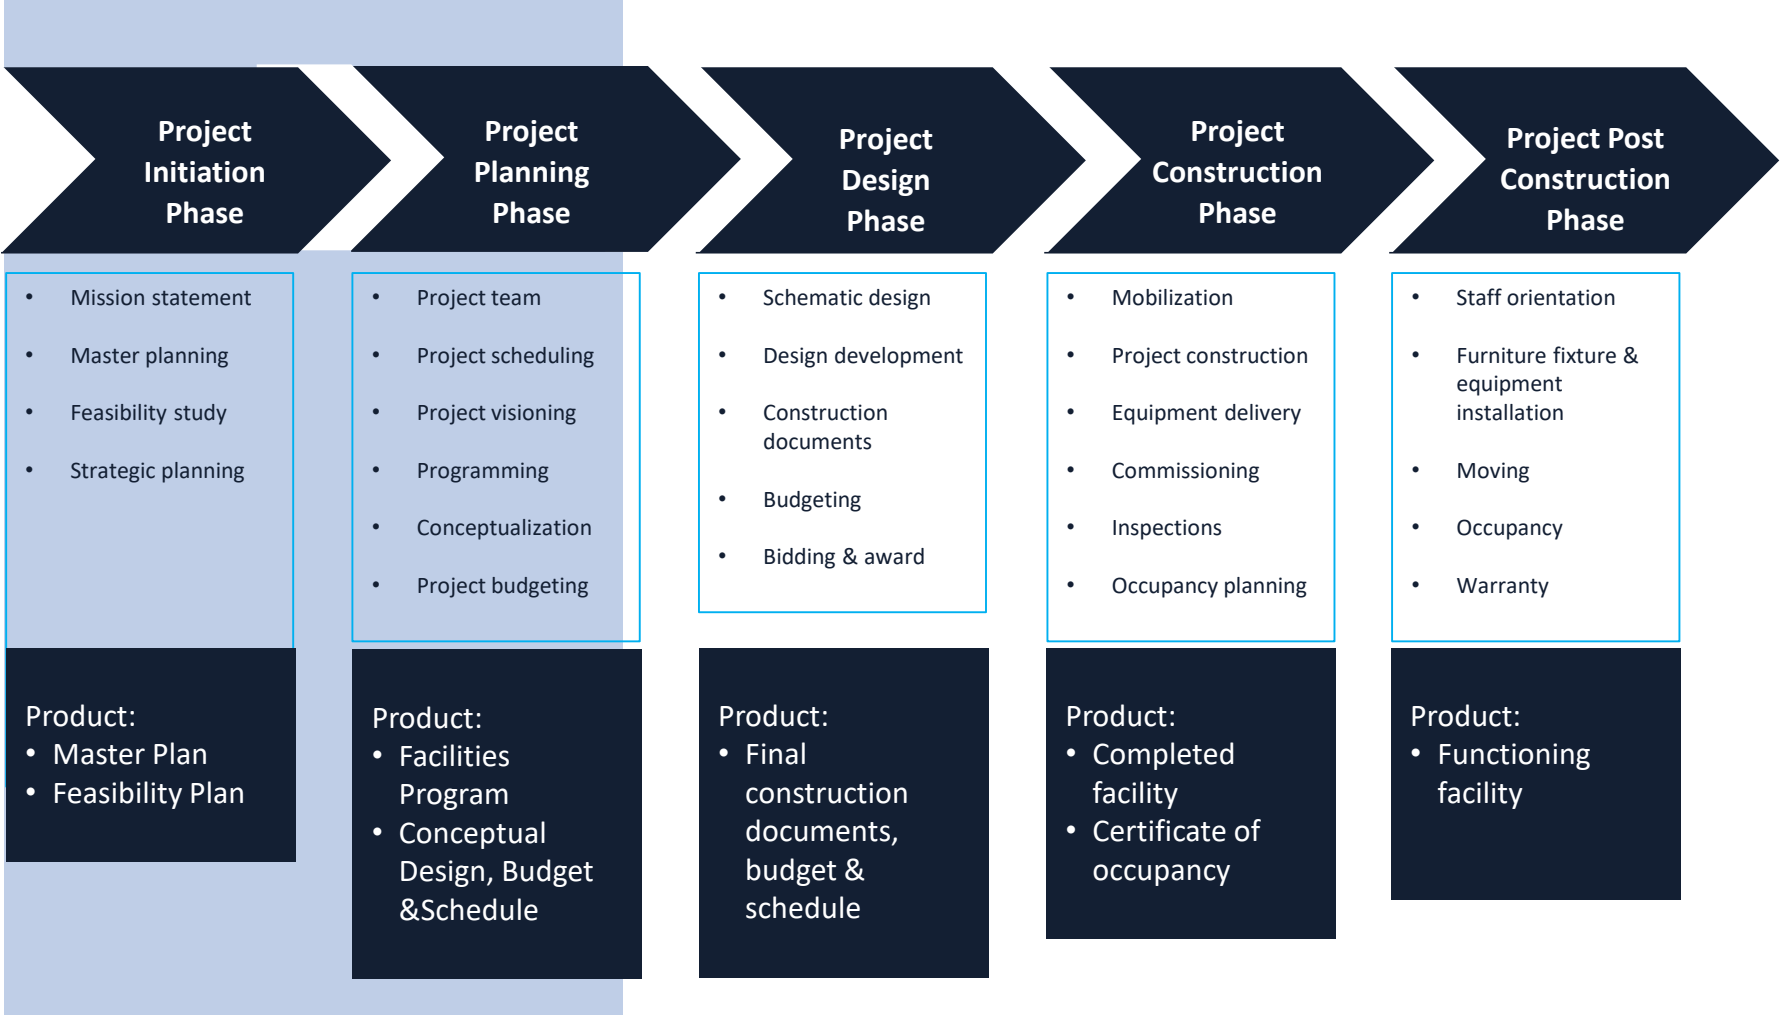 Project
Initiation
Phase
Project
Planning
Phase
Project
Design
Phase
Project
Construction
Phase
Project Post
Construction
Phase
• Mission statement
• Master planning
• Feasibility study
• Strategic planning
• Project team
• Project scheduling
• Project visioning
• Programming
• Conceptualization
• Project budgeting
• Schematic design
• Design development
• Construction
documents
• Budgeting
• Bidding & award
• Mobilization
• Project construction
• Equipment delivery
• Commissioning
• Inspections
• Occupancy planning
• Staff orientation
• Furniture fixture &
equipment
installation
• Moving
• Occupancy
• Warranty
Product:
• Master Plan
• Feasibility Plan
Product:
• Facilities
Program
• Conceptual
Design, Budget
&Schedule
Product:
• Final
construction
documents,
budget &
schedule
Product:
• Completed
facility
• Certificate of
occupancy
Product:
• Functioning
facility